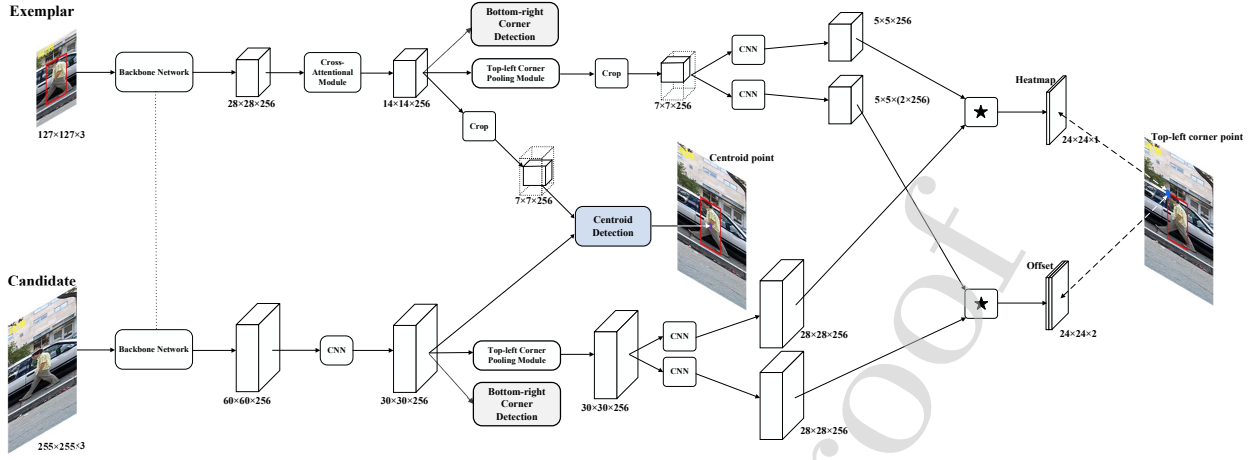 Exemplar
127×127×3
Backbone Network
28×28×256
Cross-
Attentional
Module
14×14×256
Bottom-right
Corner
Detection
Top-left Corner
Pooling Module
Crop
7×7×256
CNN
CNN
5×5×256
5×5×(2×256)
Heatmap
24×24×1
Top-left corner point
Crop
7×7×256
Centroid
Detection
Centroid point
Candidate
255×255×3
Backbone Network
60×60×256
CNN
30×30×256
Top-left Corner
Pooling Module
Bottom-right
Corner
Detection
30×30×256
CNN
CNN
28×28×256
28×28×256
Offset
24×24×2
roof